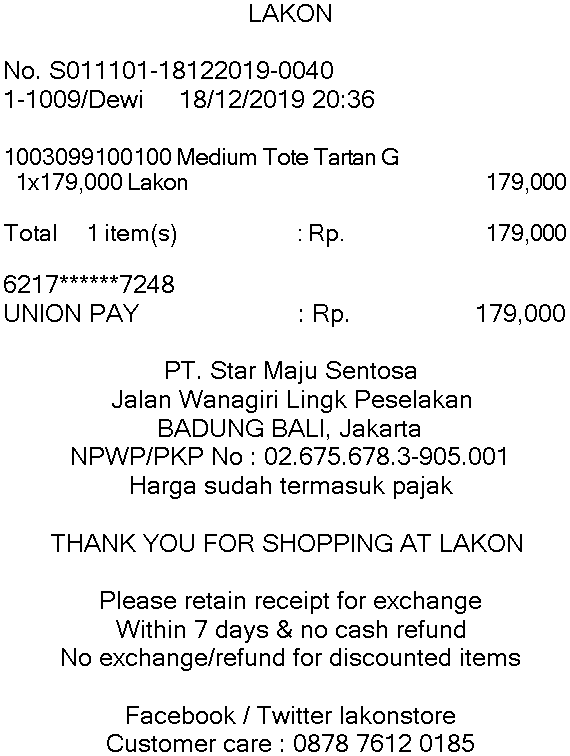 LAKON
No. S011101-18122019-0040
1-1009/Dewi 18/12/2019 20:36
1003099100100 Medium Tote Tartan G
1x179,000 Lakon 179,000
Total 1 item(s) : Rp. 179,000
6217******7248
UNION PAY : Rp. 179,000
PT. Star Maju Sentosa
Jalan Wanagiri Lingk Peselakan
BADUNG BALI, Jakarta
NPWP/PKP No : 02.675.678.3-905.001
Harga sudah termasuk pajak
THANK YOU FOR SHOPPING AT LAKON
Please retain receipt for exchange
Within 7 days & no cash refund
No exchange/refund for discounted items
Facebook / Twitter lakonstore
Customer care : 0878 7612 0185